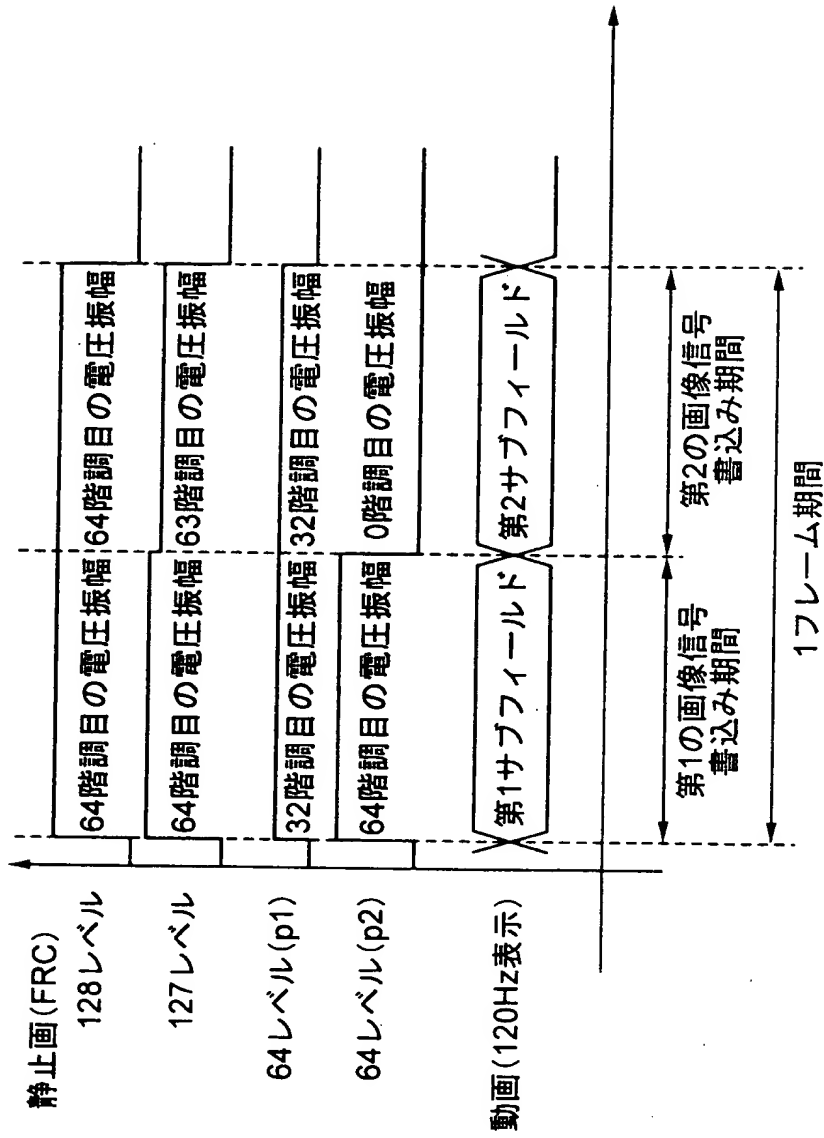 静止画(FRC)
128レベル
64階調目の電圧振幅
64階調目の電圧振幅
127レベル
64階調目の電圧振幅
63階調目の電圧振幅
64レベル(p1)
32階調目の電圧振幅
32階調目の電圧振幅
64レベル(p2)
64階調目の電圧振幅
0階調目の電圧振幅
動画(120Hz表示)
第1サブフィールド
第2サブフィールド
第1の画像信号
書込み期間
第2の画像信号
書込み期間
1フレーム期間